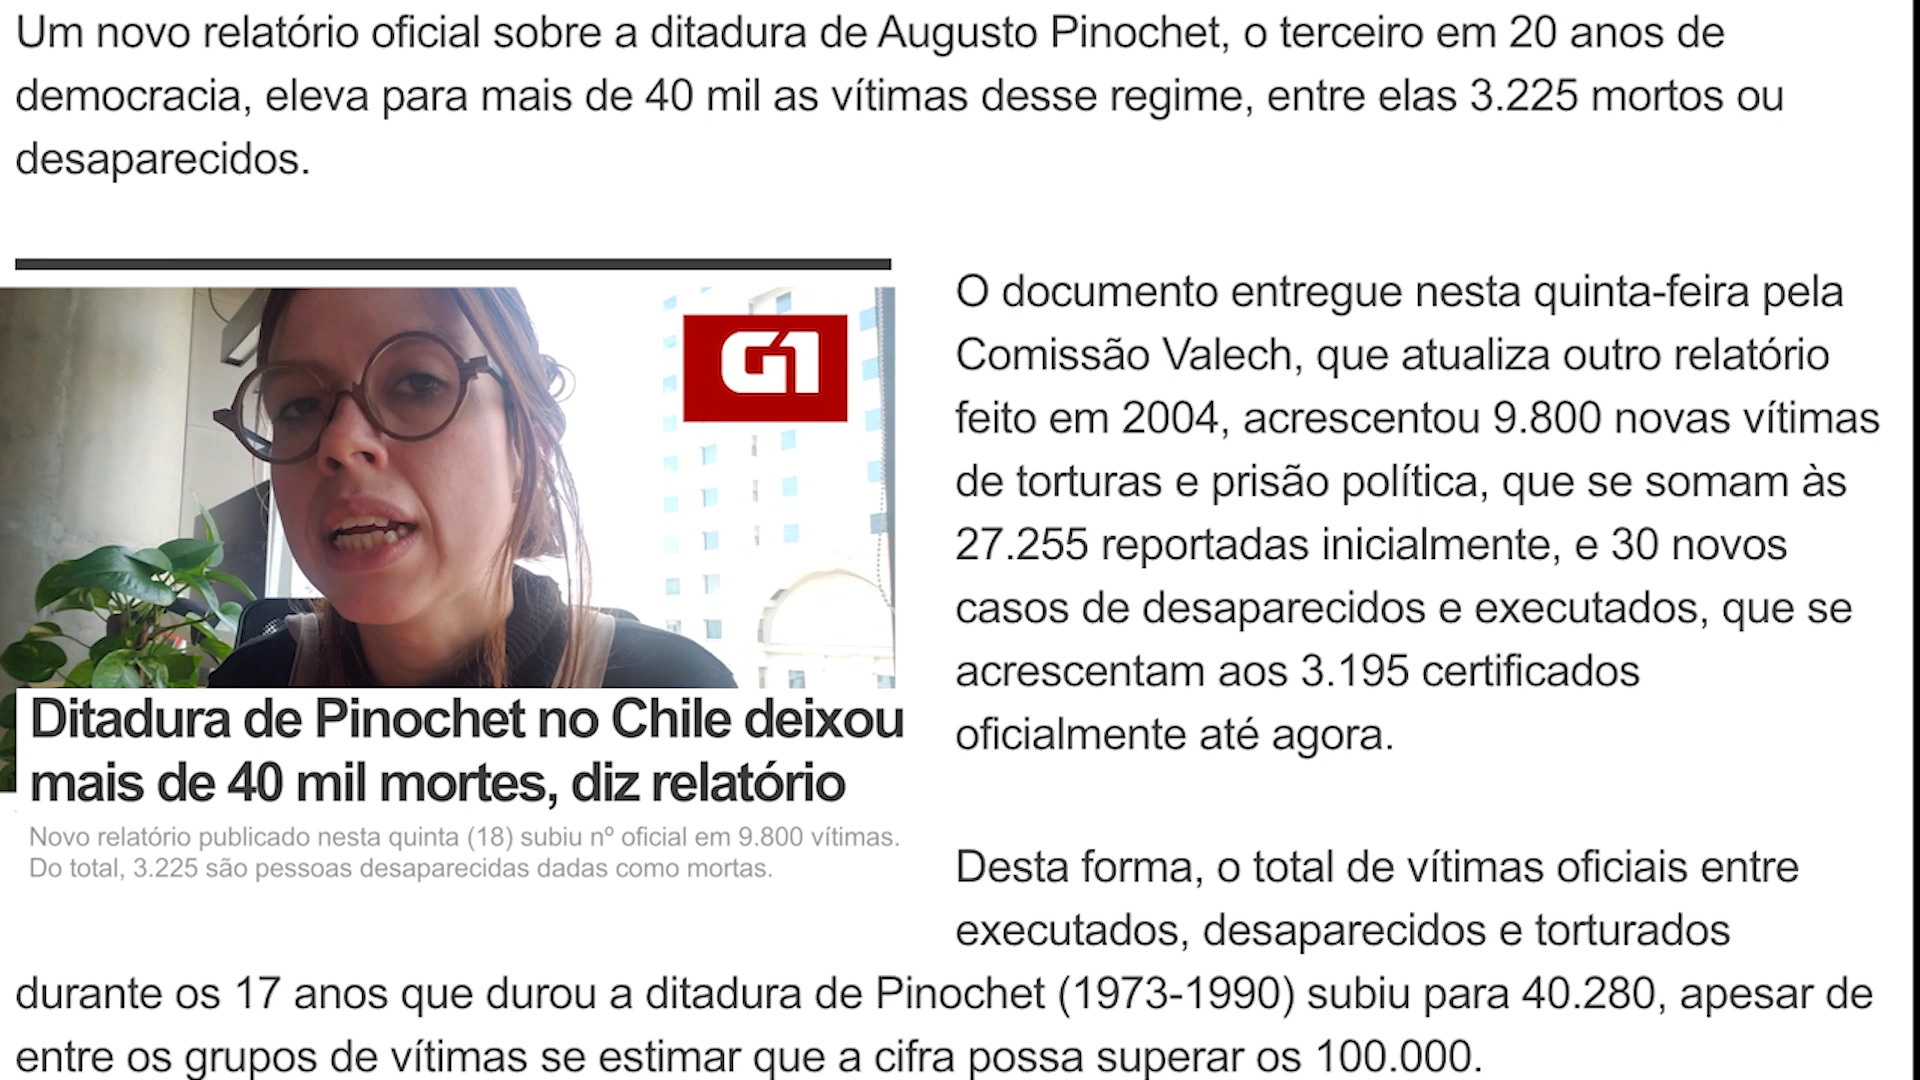 Um novo relatório oficial sobre a ditadura de Augusto Pinochet, o terceiro em 20 anos de
democracia, eleva para mais de 40 mil as vítimas desse regime, entre elas 3.225 mortos ou
desaparecidos.
G1
Ditadura de Pinochet no Chile deixou
mais de 40 mil mortes, diz relatório
Novo relatório publicado nesta quinta (18) subiu nº oficial em 9.800 vítimas.
Do total, 3.225 são pessoas desaparecidas dadas como mortas.
O documento entregue nesta quinta-feira pela
Comissão Valech, que atualiza outro relatório
feito em 2004, acrescentou 9.800 novas vítimas
de torturas e prisão política, que se somam às
27.255 reportadas inicialmente, e 30 novos
casos de desaparecidos e executados, que se
acrescentam aos 3.195 certificados
oficialmente até agora.
Desta forma, o total de vítimas oficiais entre
executados, desaparecidos e torturados
durante os 17 anos que durou a ditadura de Pinochet (1973-1990) subiu para 40.280, apesar de
entre os grupos de vítimas se estimar que a cifra possa superar os 100.000.